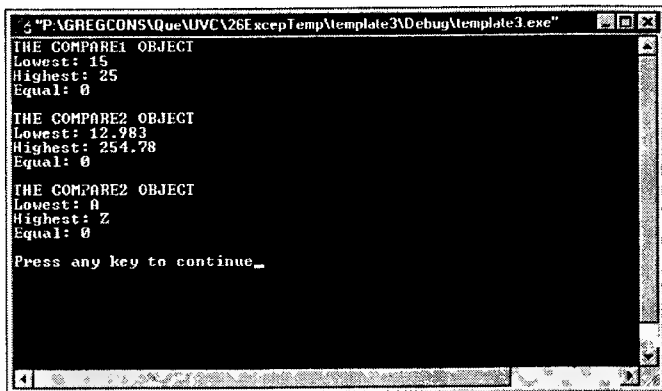 "P:\GREGCONS\Que\UVC\26ExcepTemp\template3\Debug\template3.exe"
THE COMPARE1 OBJECT
Lowest: 15
Highest: 25
Equal: 0
THE COMPARE2 OBJECT
Lowest: 12.983
Highest: 254.78
Equal: 0
THE COMPARE2 OBJECT
Lowest: A
Highest: Z
Equal: 0
Press any key to continue_